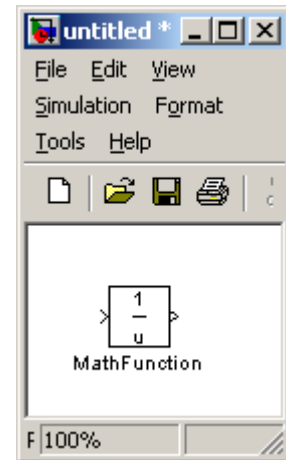 untitled *
File Edit View
Simulation Format
Tools Help
1
u
MathFunction
F 100%